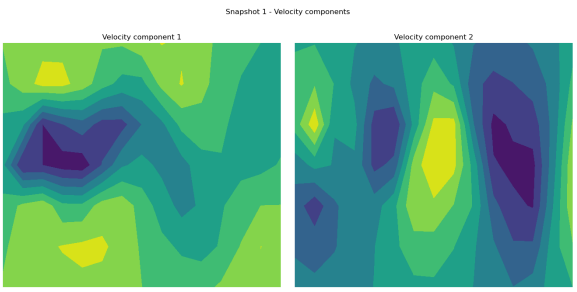 Snapshot 1 - Velocity components
Velocity component 1
Velocity component 2